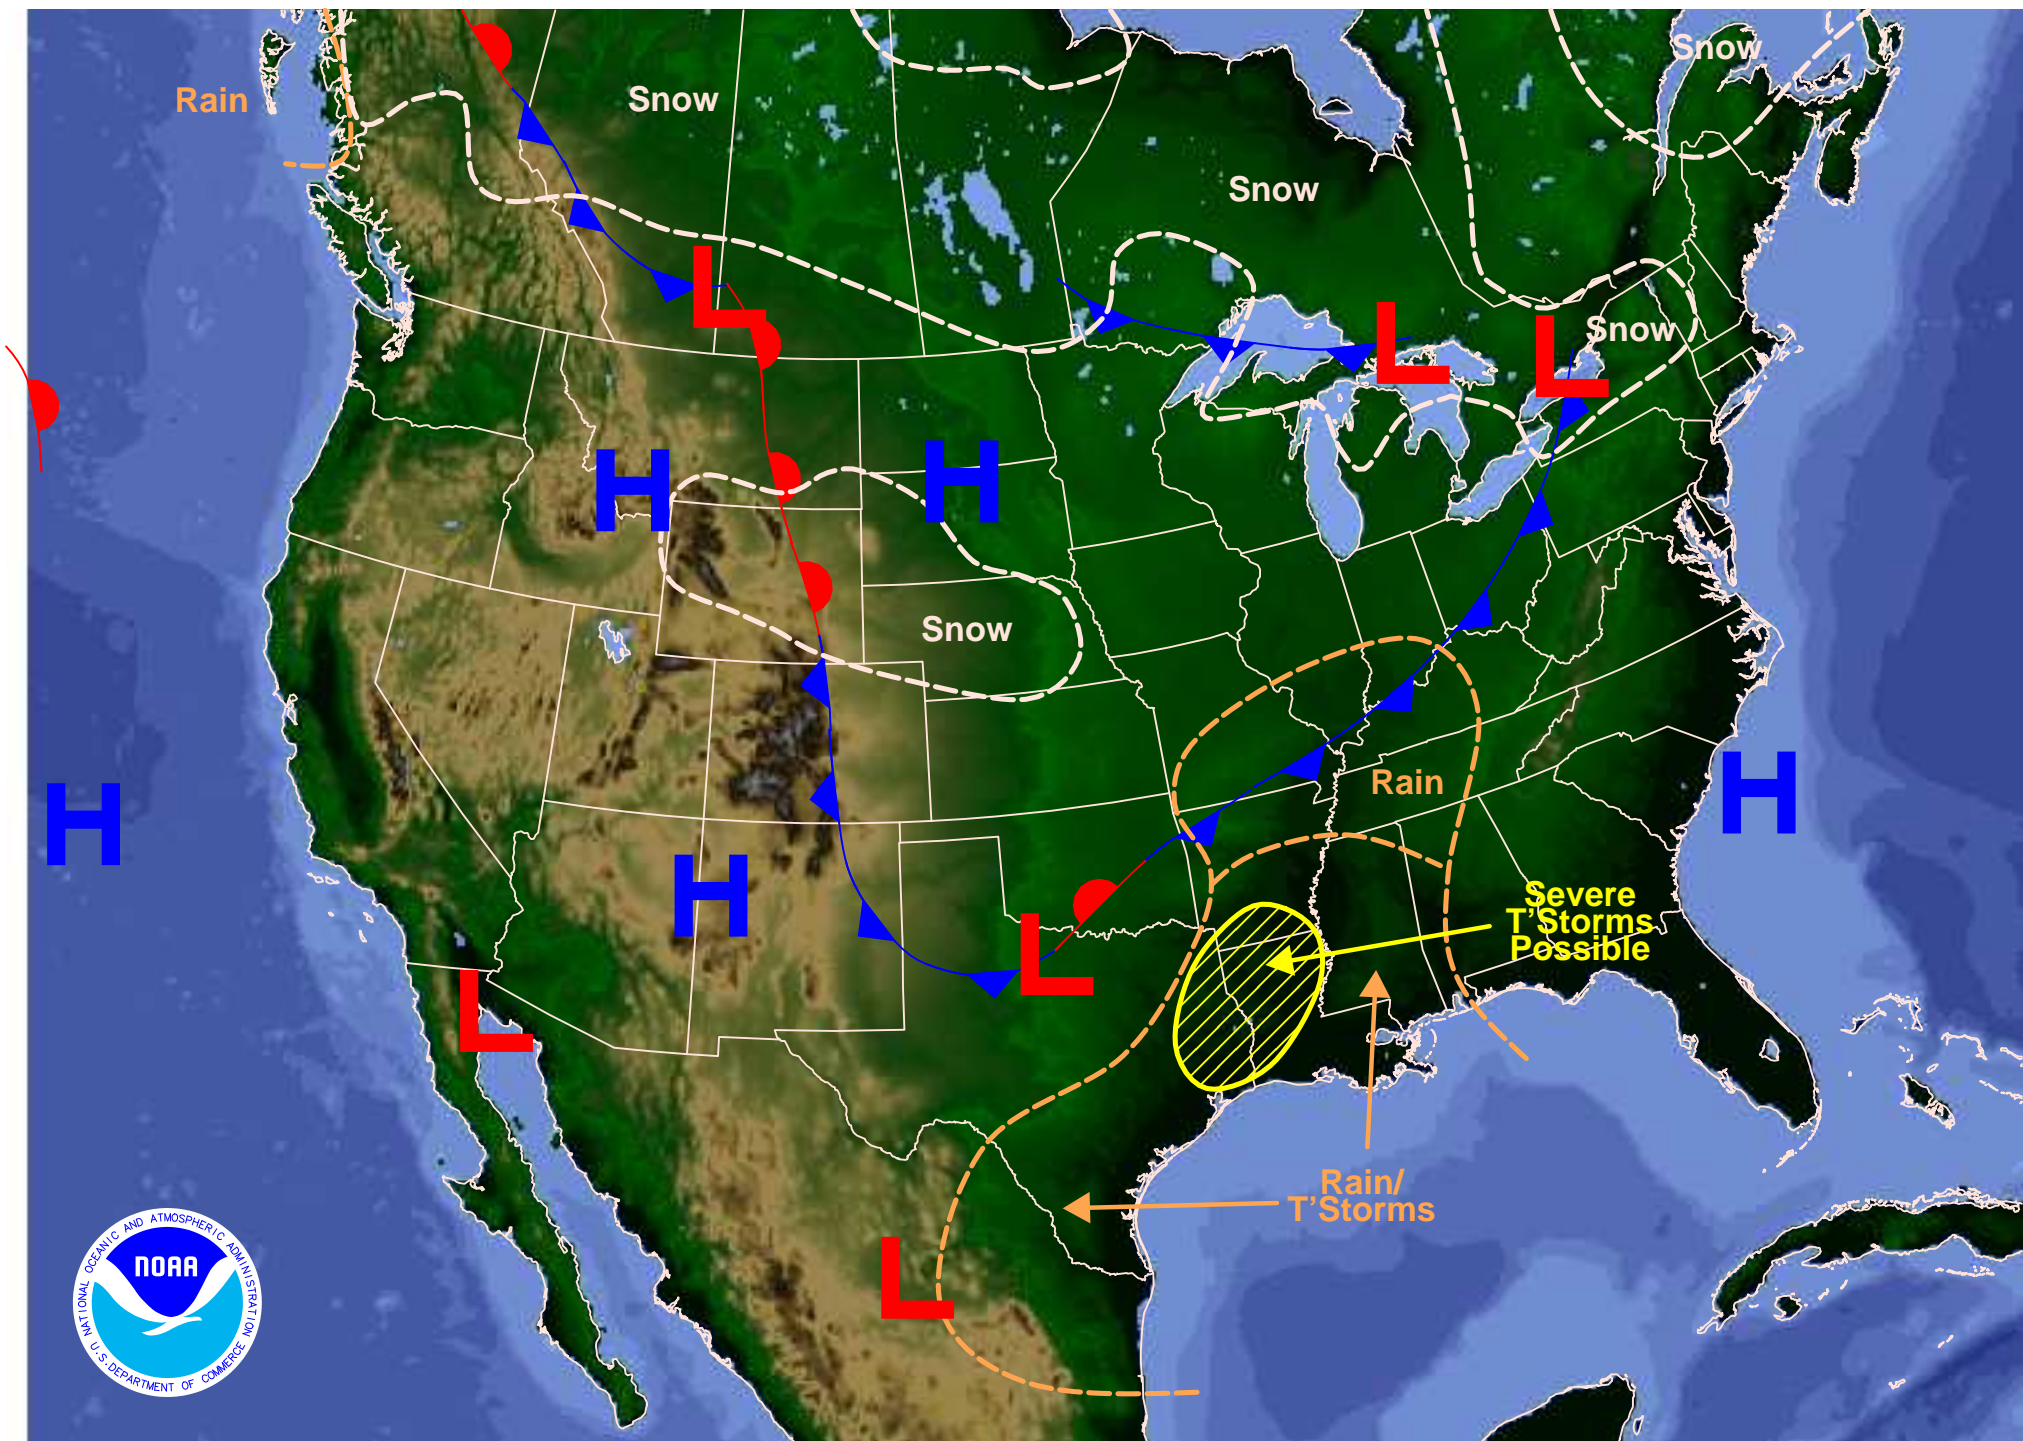 Snow
Rain
Snow
Snow
L
L
L
Snow
H
H
Snow
H
Rain
H
H
Severe
T'Storms
Possible
L
L
Rain/
T'Storms
L
NATIONAL OCEANIC AND ATMOSPHERIC ADMINISTRATION
NOAA
U.S. DEPARTMENT OF COMMERCE